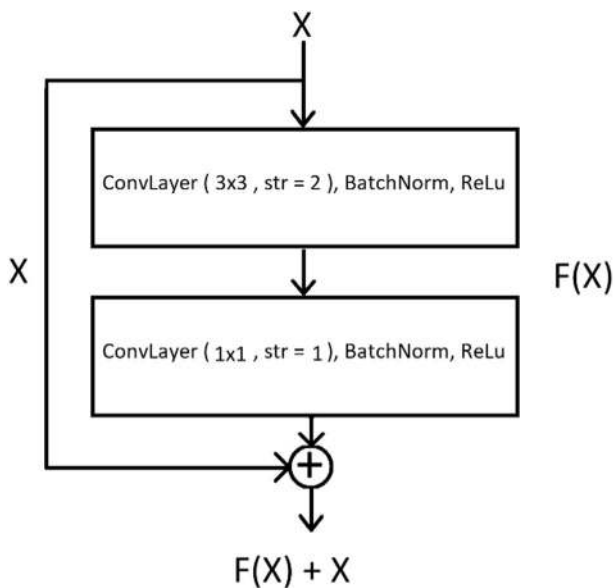 X
ConvLayer ( 3x3 , str = 2 ), BatchNorm, ReLu
X
F(X)
ConvLayer ( 1x1 , str = 1 ), BatchNorm, ReLu
+
F(X) + X